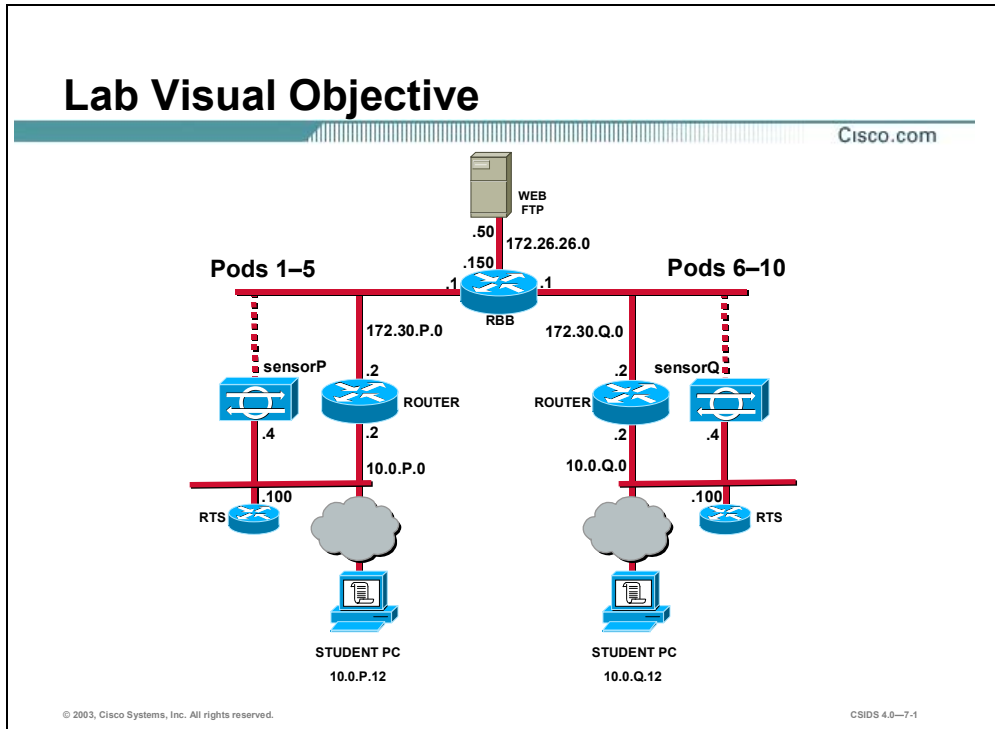 Lab Visual Objective
Cisco.com
WEB
FTP
.50
172.26.26.0
.150
Pods 1–5
Pods 6–10
.1
.1
RBB
172.30.P.0
172.30.Q.0
sensorP
.2
.2
sensorQ
ROUTER
ROUTER
.4
.2
.2
.4
10.0.P.0
10.0.Q.0
.100
.100
RTS
RTS
STUDENT PC
STUDENT PC
10.0.P.12
10.0.Q.12
© 2003, Cisco Systems, Inc. All rights reserved.
CSIDS 4.0—7-1